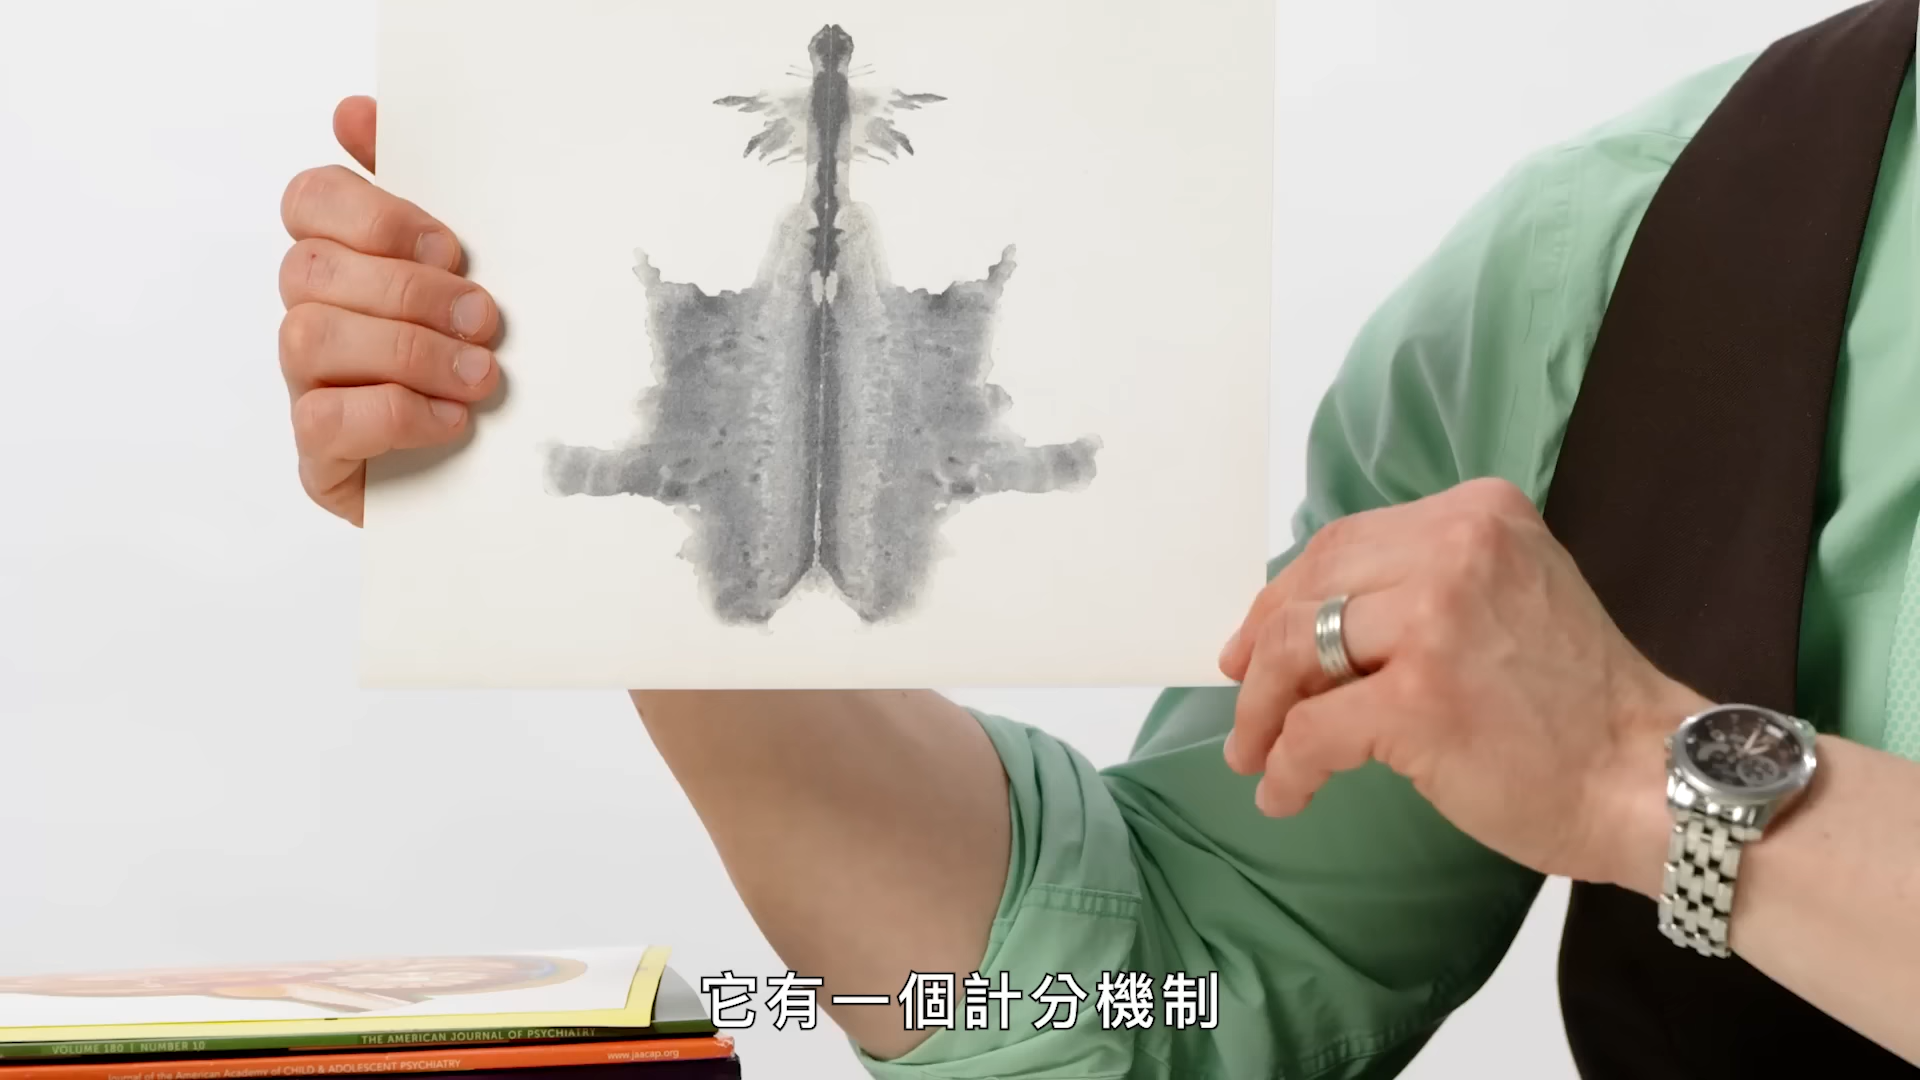 它有一個計分機制
THE AMERICAN JOURNAL OF PSYCHIATRY
VOLUME 180 | NUMBER 10
www.jaacap.org
Journal of the American Academy of CHILD & ADOLESCENT PSYCHIATRY